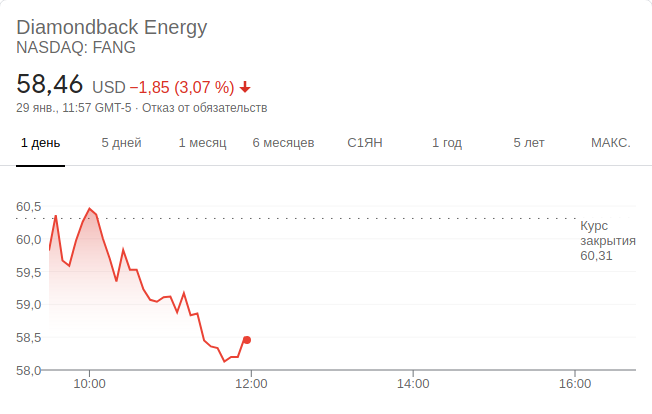 Diamondback Energy
NASDAQ: FANG
58,46 USD −1,85 (3,07 %)
29 янв., 11:57 GMT-5 · Отказ от обязательств
1 день 5 дней 1 месяц 6 месяцев С1ЯН 1 год 5 лет МАКС.
60,5
60,0
59,5
59,0
58,5
58,0
Курс
закрытия
60,31
10:00 12:00 14:00 16:00